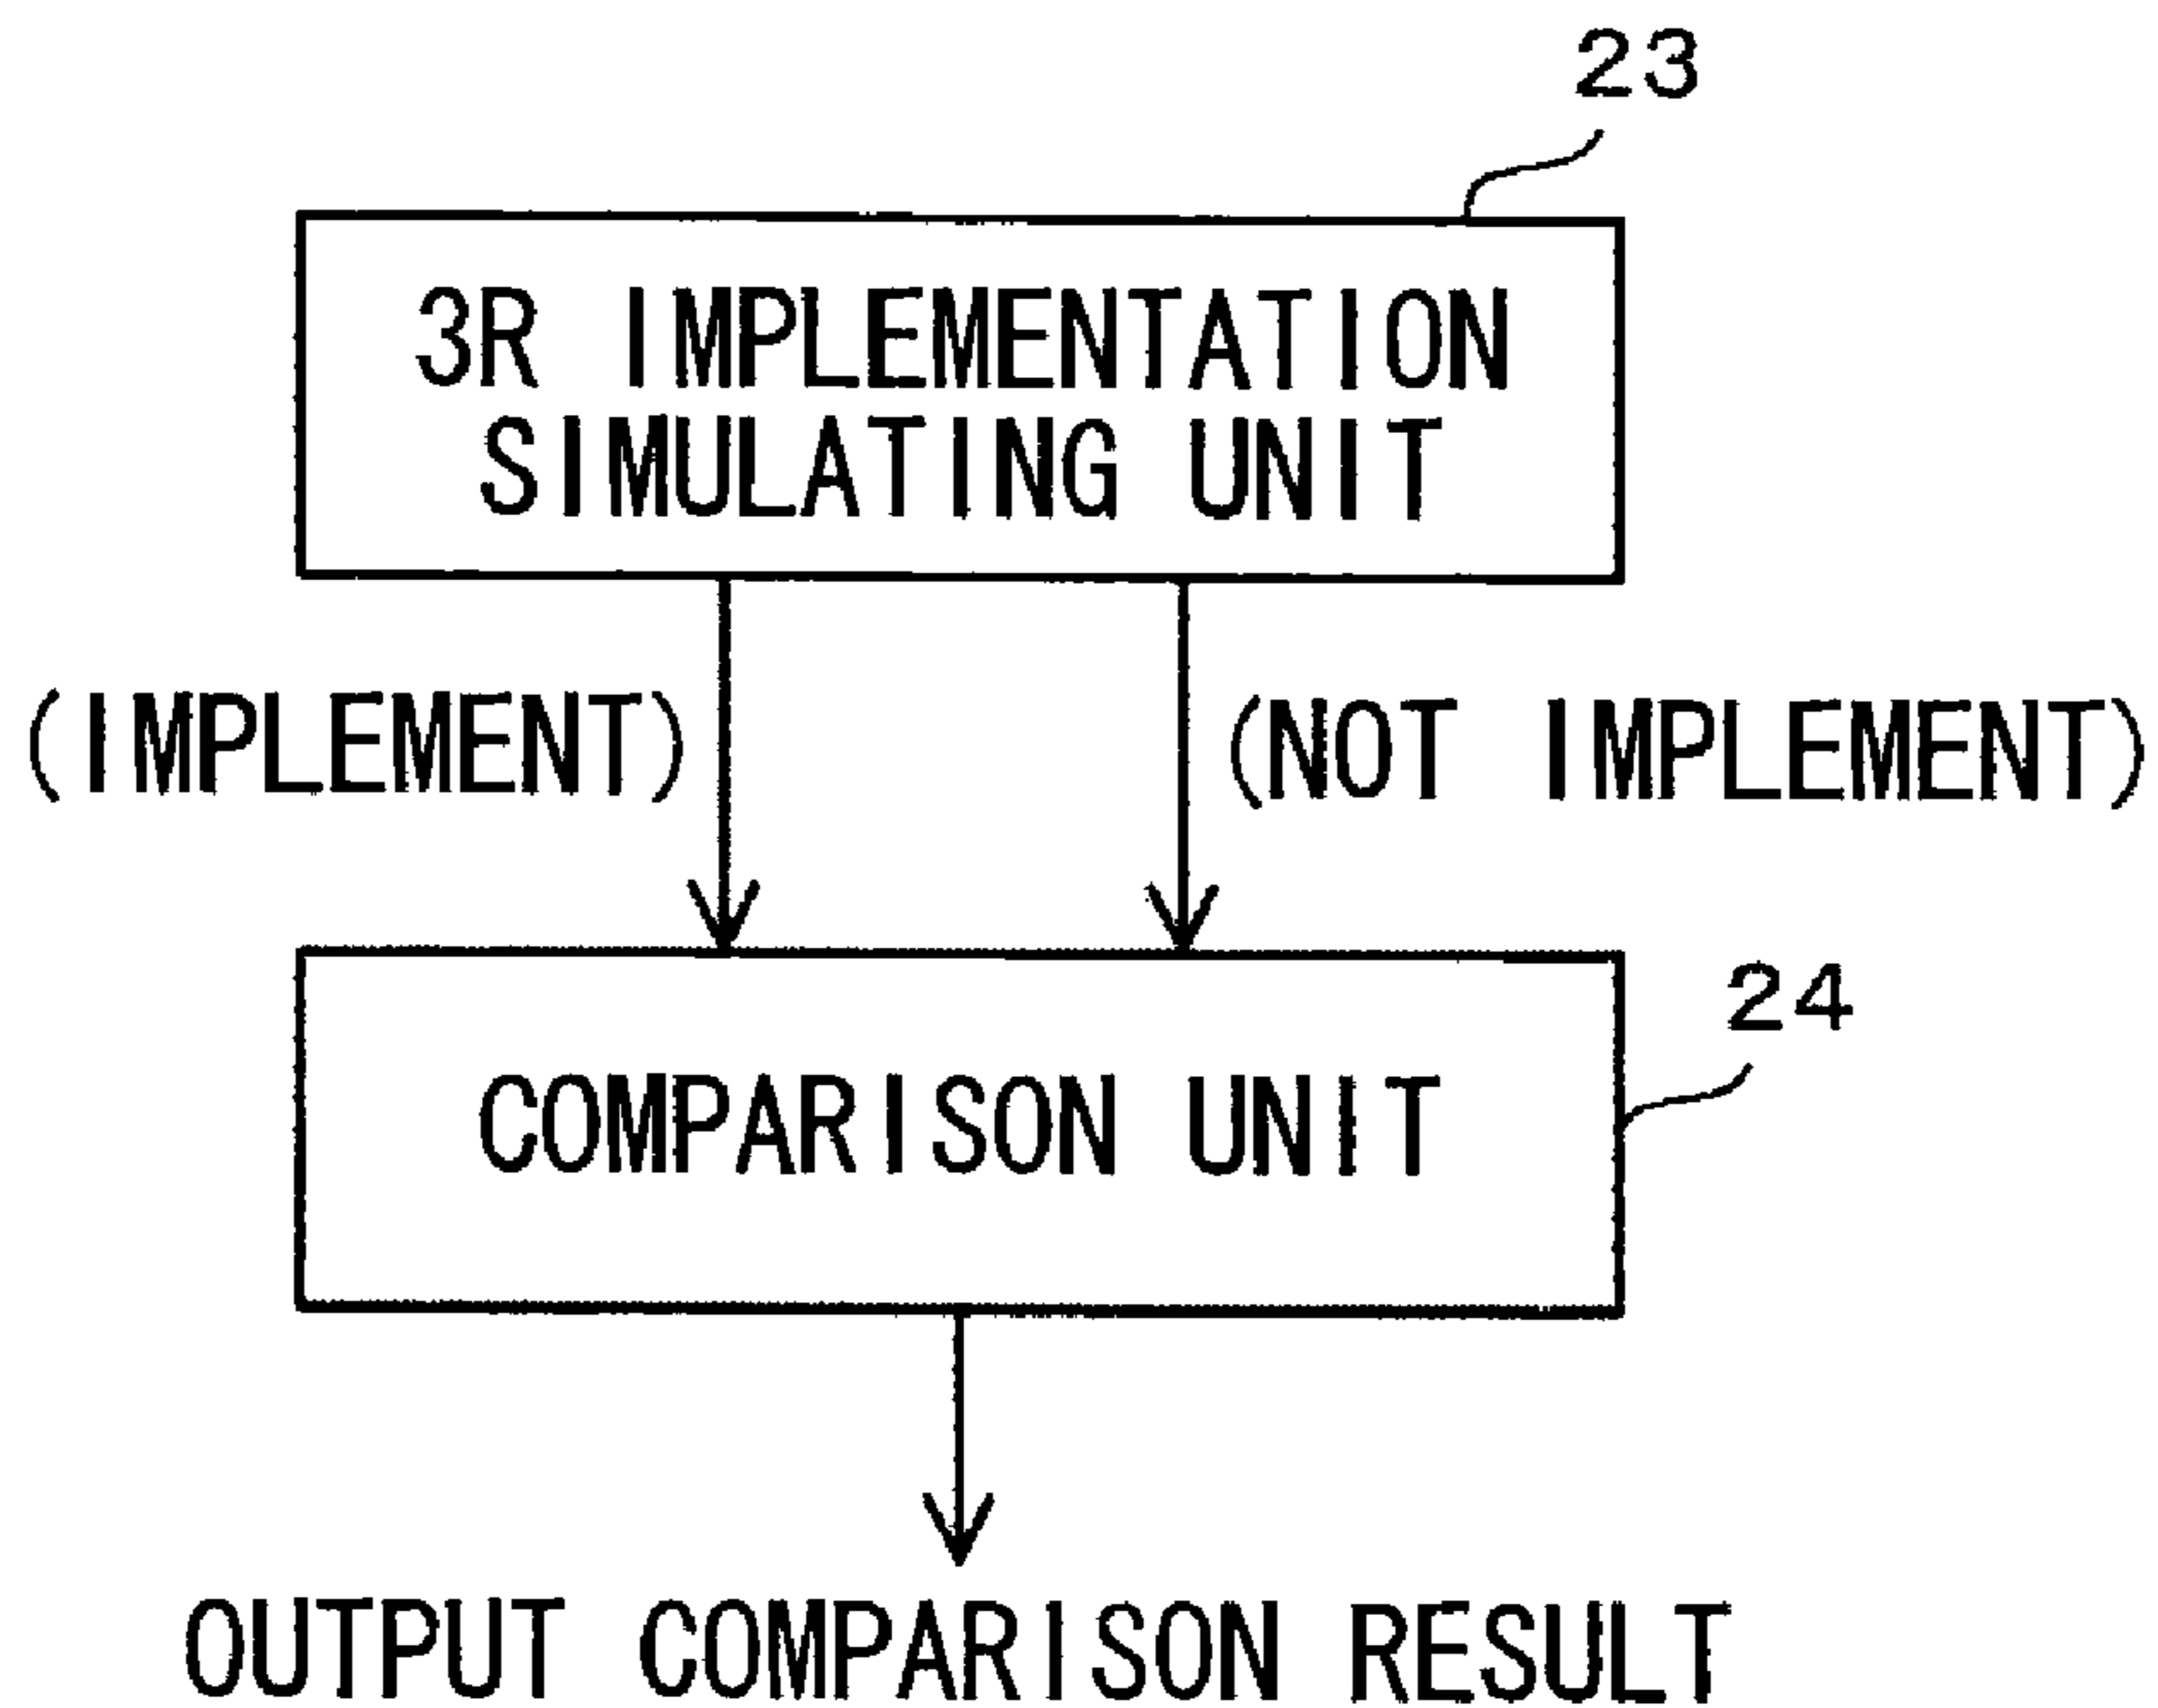 23
3R IMPLEMENTATION
SIMULATING UNIT
(IMPLEMENT)
(NOT IMPLEMENT)
24
COMPARISON UNIT
OUTPUT COMPARISON RESULT